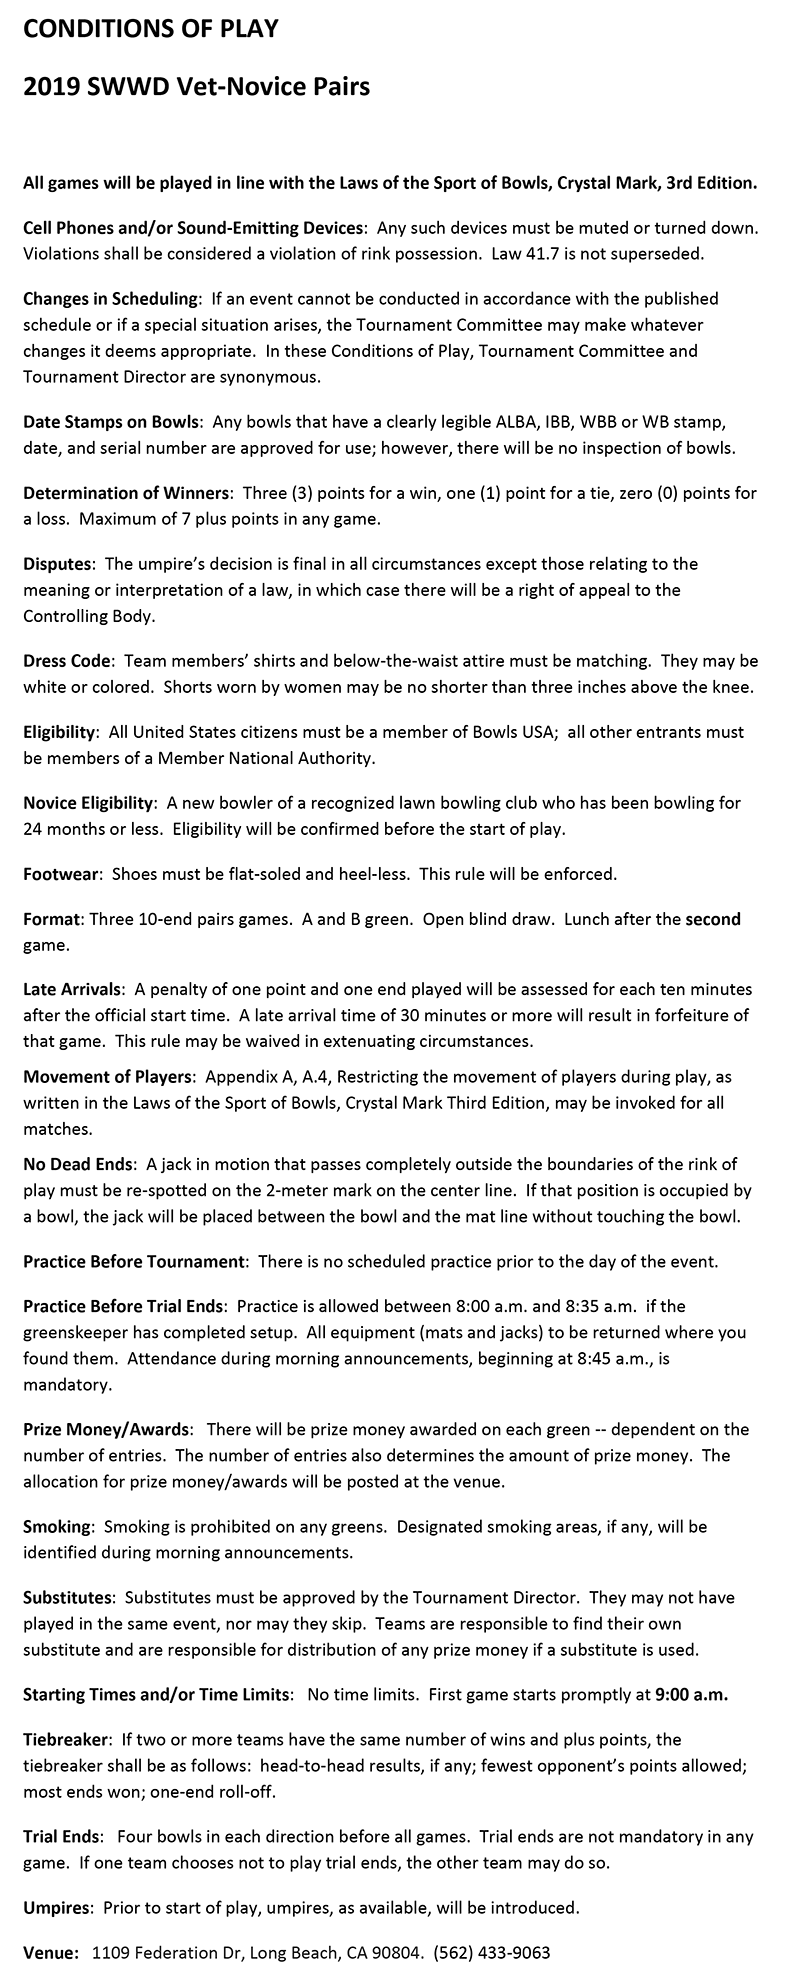 CONDITIONS OF PLAY
2019 SWWD Vet-Novice Pairs
All games will be played in line with the Laws of the Sport of Bowls, Crystal Mark, 3rd Edition.
Cell Phones and/or Sound-Emitting Devices:  Any such devices must be muted or turned down.
Violations shall be considered a violation of rink possession.  Law 41.7 is not superseded.
Changes in Scheduling:  If an event cannot be conducted in accordance with the published
schedule or if a special situation arises, the Tournament Committee may make whatever
changes it deems appropriate.  In these Conditions of Play, Tournament Committee and
Tournament Director are synonymous.
Date Stamps on Bowls:  Any bowls that have a clearly legible ALBA, IBB, WBB or WB stamp,
date, and serial number are approved for use; however, there will be no inspection of bowls.
Determination of Winners:  Three (3) points for a win, one (1) point for a tie, zero (0) points for
a loss.  Maximum of 7 plus points in any game.
Disputes:  The umpire’s decision is final in all circumstances except those relating to the
meaning or interpretation of a law, in which case there will be a right of appeal to the
Controlling Body.
Dress Code:  Team members’ shirts and below-the-waist attire must be matching.  They may be
white or colored.  Shorts worn by women may be no shorter than three inches above the knee.
Eligibility:  All United States citizens must be a member of Bowls USA;  all other entrants must
be members of a Member National Authority.
Novice Eligibility:  A new bowler of a recognized lawn bowling club who has been bowling for
24 months or less.  Eligibility will be confirmed before the start of play.
Footwear:  Shoes must be flat-soled and heel-less.  This rule will be enforced.
Format: Three 10-end pairs games.  A and B green.  Open blind draw.  Lunch after the second
game.
Late Arrivals:  A penalty of one point and one end played will be assessed for each ten minutes
after the official start time.  A late arrival time of 30 minutes or more will result in forfeiture of
that game.  This rule may be waived in extenuating circumstances.
Movement of Players:  Appendix A, A.4, Restricting the movement of players during play, as
written in the Laws of the Sport of Bowls, Crystal Mark Third Edition, may be invoked for all
matches.
No Dead Ends:  A jack in motion that passes completely outside the boundaries of the rink of
play must be re-spotted on the 2-meter mark on the center line.  If that position is occupied by
a bowl, the jack will be placed between the bowl and the mat line without touching the bowl.
Practice Before Tournament:  There is no scheduled practice prior to the day of the event.
Practice Before Trial Ends:  Practice is allowed between 8:00 a.m. and 8:35 a.m.  if the
greenskeeper has completed setup.  All equipment (mats and jacks) to be returned where you
found them.  Attendance during morning announcements, beginning at 8:45 a.m., is
mandatory.
Prize Money/Awards:   There will be prize money awarded on each green -- dependent on the
number of entries.  The number of entries also determines the amount of prize money.  The
allocation for prize money/awards will be posted at the venue.
Smoking:  Smoking is prohibited on any greens.  Designated smoking areas, if any, will be
identified during morning announcements.
Substitutes:  Substitutes must be approved by the Tournament Director.  They may not have
played in the same event, nor may they skip.  Teams are responsible to find their own
substitute and are responsible for distribution of any prize money if a substitute is used.
Starting Times and/or Time Limits:   No time limits.  First game starts promptly at 9:00 a.m.
Tiebreaker:  If two or more teams have the same number of wins and plus points, the
tiebreaker shall be as follows:  head-to-head results, if any; fewest opponent’s points allowed;
most ends won; one-end roll-off.
Trial Ends:   Four bowls in each direction before all games.  Trial ends are not mandatory in any
game.  If one team chooses not to play trial ends, the other team may do so.
Umpires:  Prior to start of play, umpires, as available, will be introduced.
Venue:   1109 Federation Dr, Long Beach, CA 90804.  (562) 433-9063